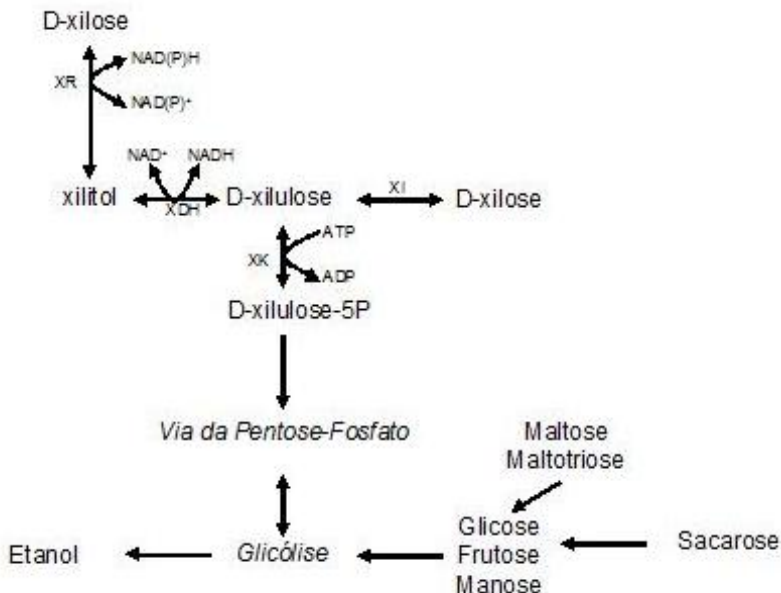 D-xilose
NAD(P)H
XR
NAD(P)+
NAD+ NADH
xilitol XDH D-xilulose XI D-xilose
ATP
XK
ADP
D-xilulose-5P
Via da Pentose-Fosfato
Maltose
Maltotriose
Etanol
Glicólise
Glicose
Frutose
Manose
Sacarose